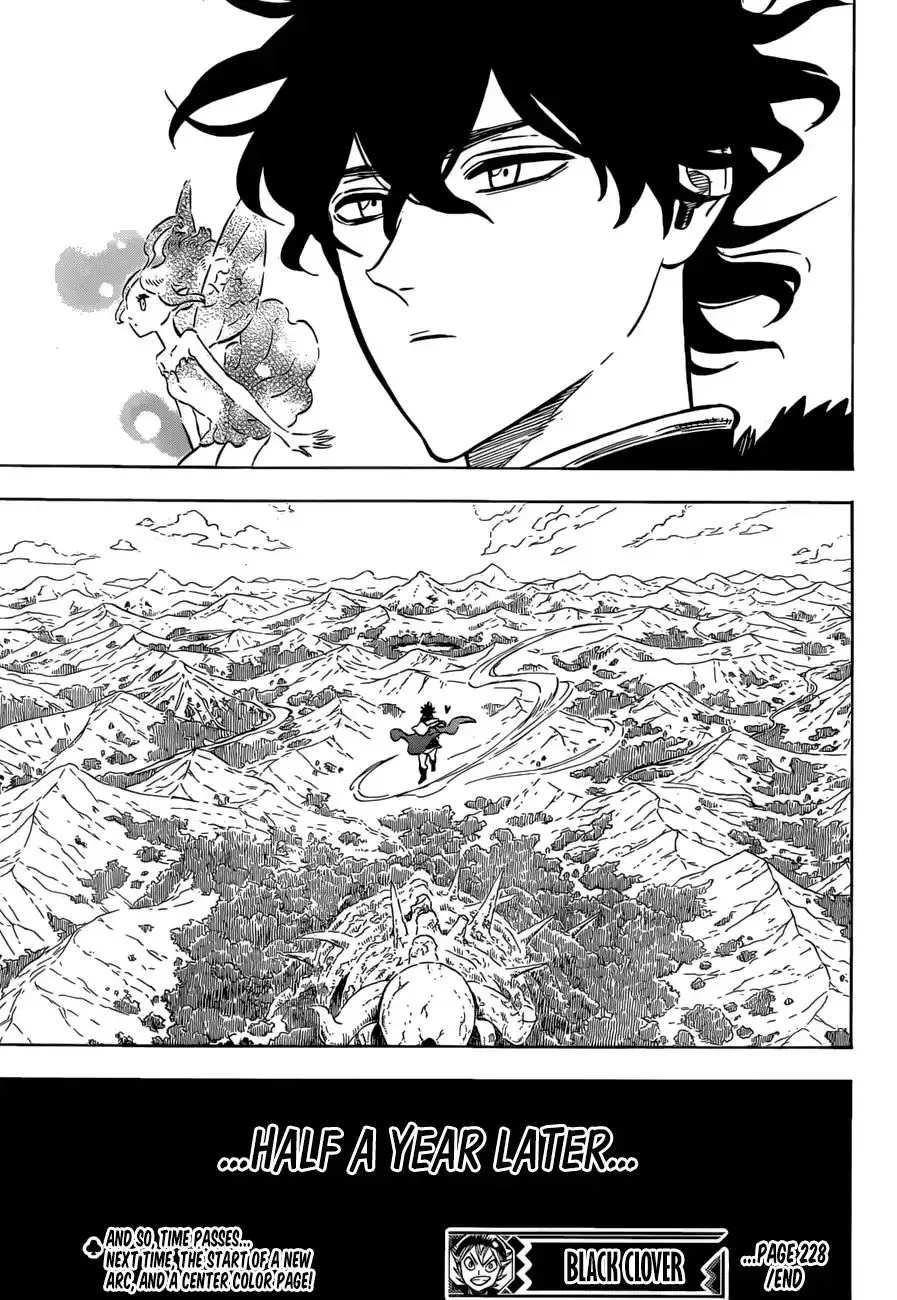 ...HALF A YEAR LATER...
AND SO, TIME PASSES...
NEXT TIME, THE START OF A NEW
ARC, AND A CENTER COLOR PAGE!
BLACK CLOVER
...PAGE 228
/END